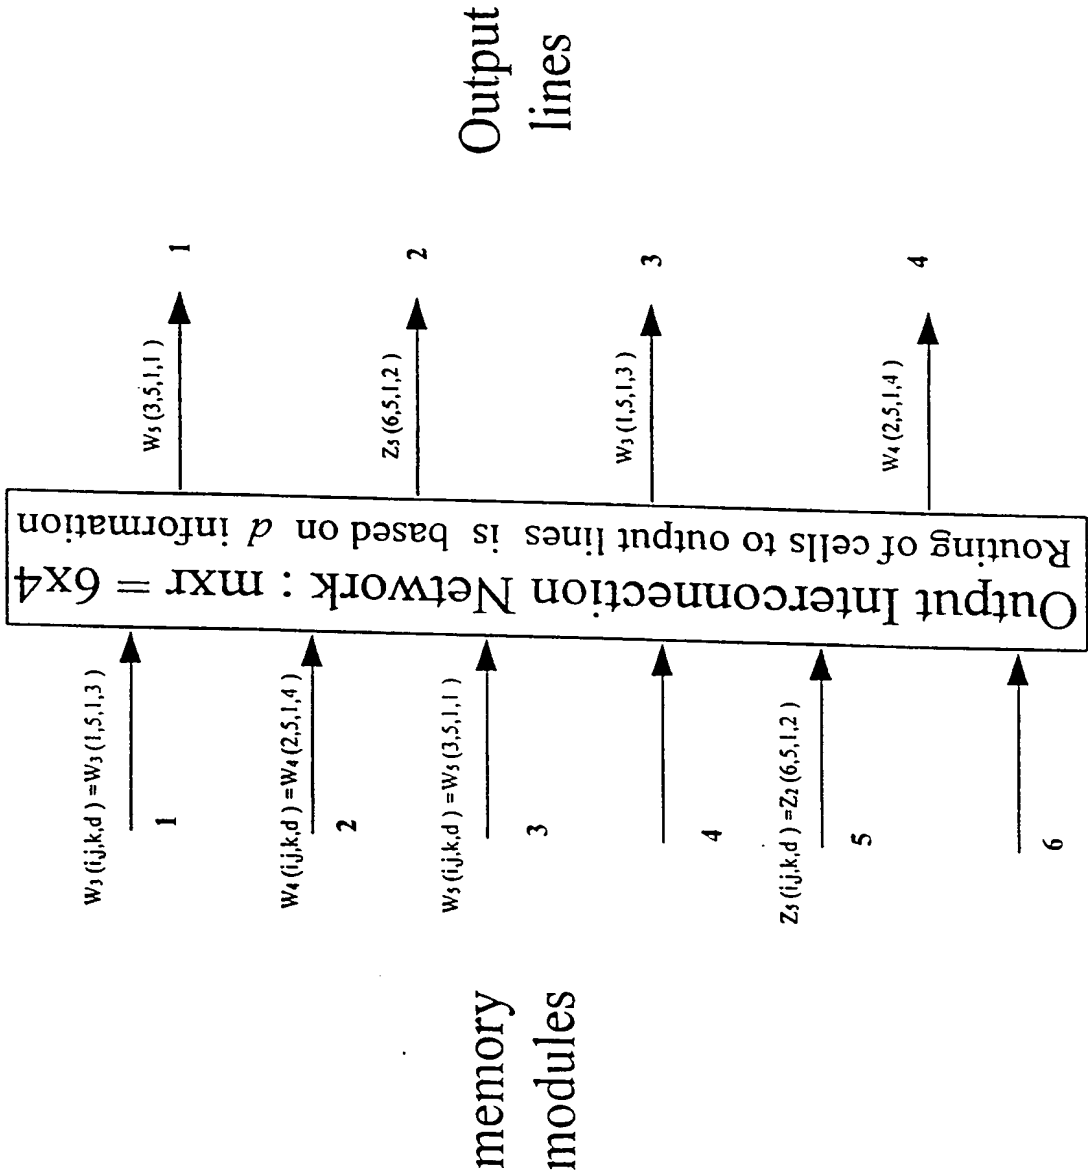 memory
modules
W3 (i,j,k,d ) =W3 (1,5,1,3)
1
W4 (i,j,k,d ) =W4 (2,5,1,4)
2
W5 (i,j,k,d ) =W5 (3,5,1,1)
3
4
Z5 (i,j,k,d ) =Z2 (6,5,1,2)
5
6
Output Interconnection Network : mxr = 6x4
Routing of cells to output lines is based on d information
W5 (3,5,1,1)
1
Z5 (6,5,1,2)
2
W3 (1,5,1,3)
3
W4 (2,5,1,4)
4
Output
lines